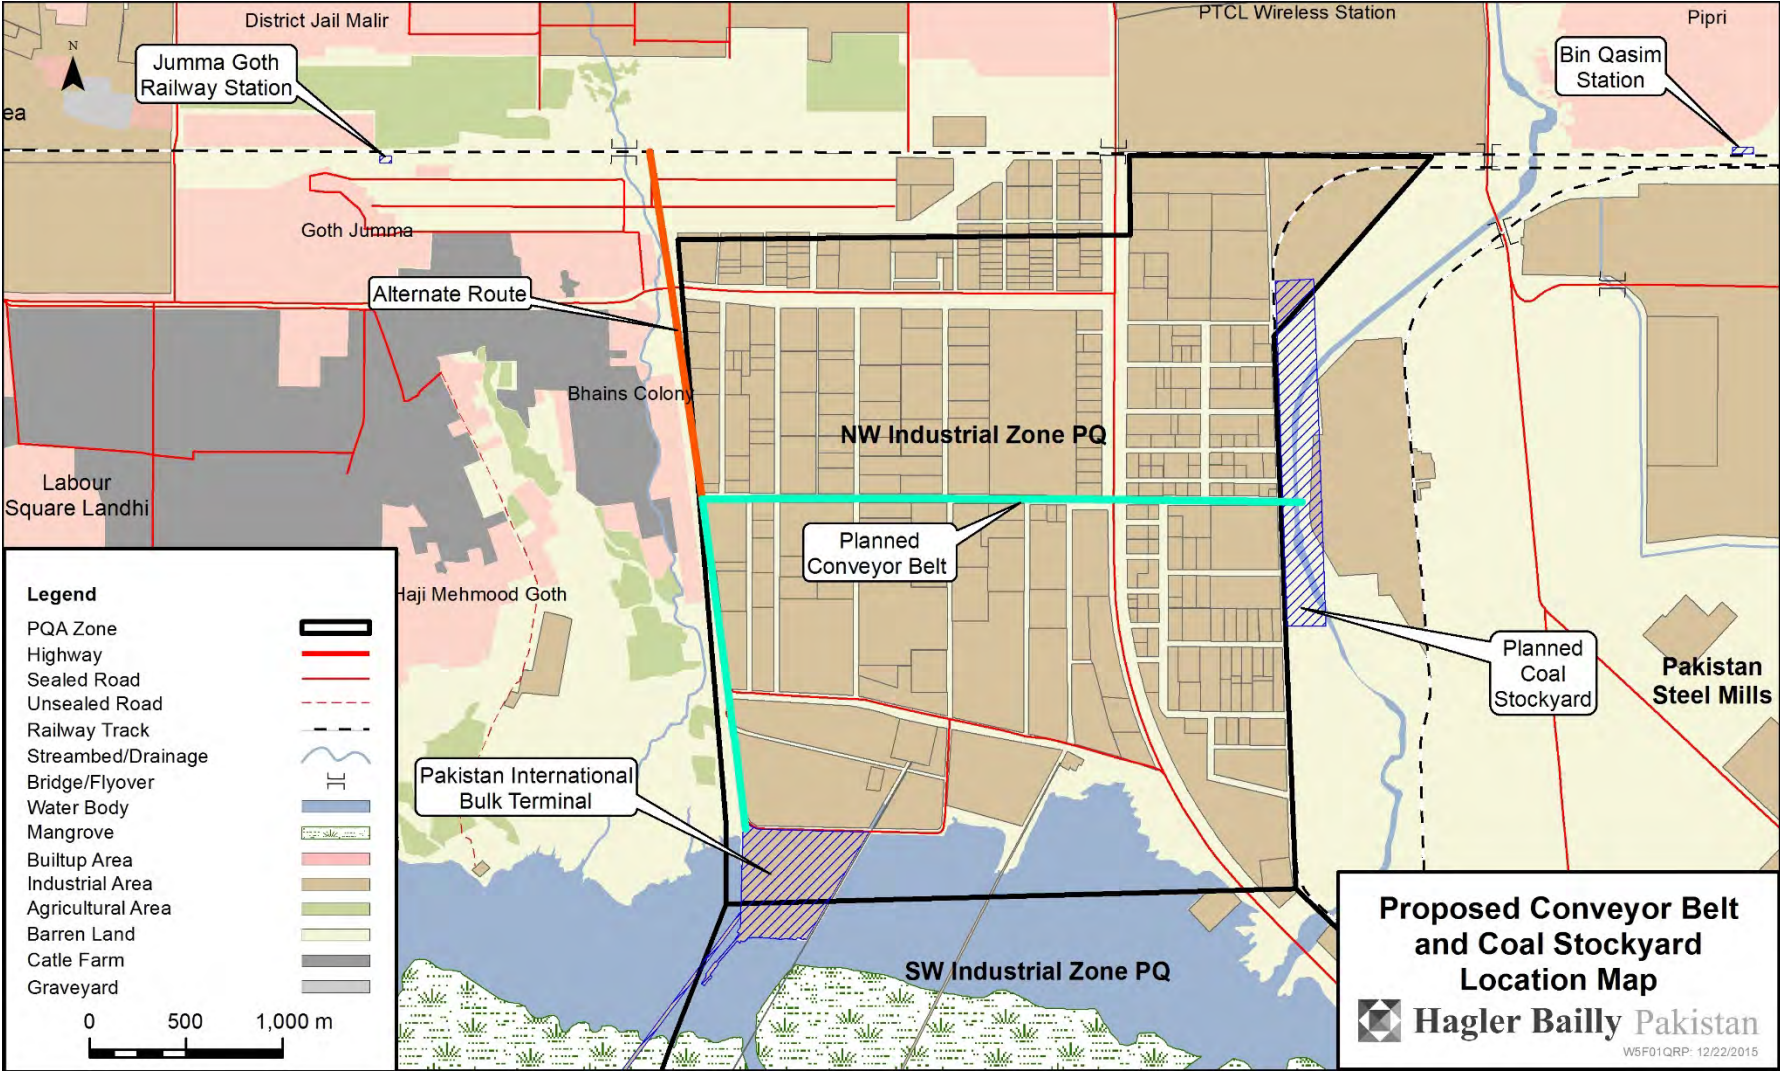 District Jail Malir
PTCL Wireless Station
Pipri
N
Jumma Goth
Railway Station
Bin Qasim
Station
ea
Goth Jumma
Alternate Route
Bhains Colony
NW Industrial Zone PQ
Labour
Square Landhi
Planned
Conveyor Belt
Haji Mehmood Goth
Planned
Coal
Stockyard
Pakistan
Steel Mills
Pakistan International
Bulk Terminal
SW Industrial Zone PQ
Legend
PQA Zone
Highway
Sealed Road
Unsealed Road
Railway Track
Streambed/Drainage
Bridge/Flyover
Water Body
Mangrove
Builtup Area
Industrial Area
Agricultural Area
Barren Land
Catle Farm
Graveyard
0 500 1,000 m
Proposed Conveyor Belt
and Coal Stockyard
Location Map
Hagler Bailly Pakistan
W5F01QRP: 12/22/2015